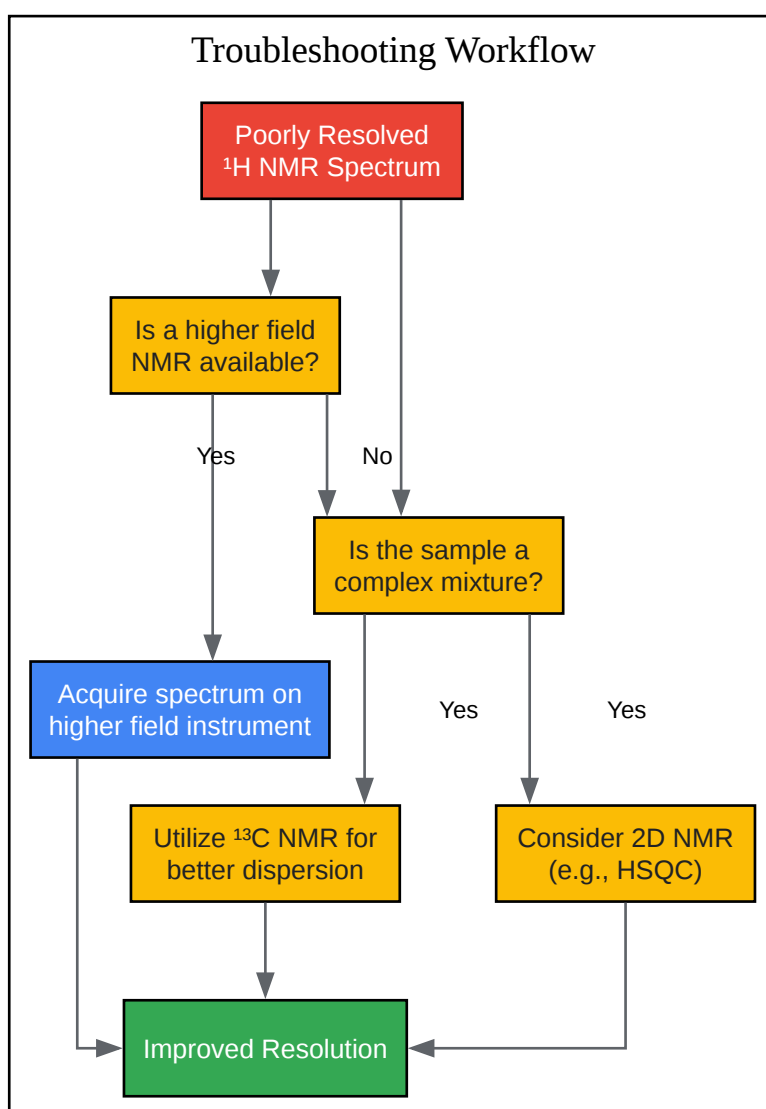 Troubleshooting Workflow
Poorly Resolved
¹H NMR Spectrum
Is a higher field
NMR available?
Yes
No
Is the sample a
complex mixture?
Acquire spectrum on
higher field instrument
Yes
Yes
Utilize ¹³C NMR for
better dispersion
Consider 2D NMR
(e.g., HSQC)
Improved Resolution